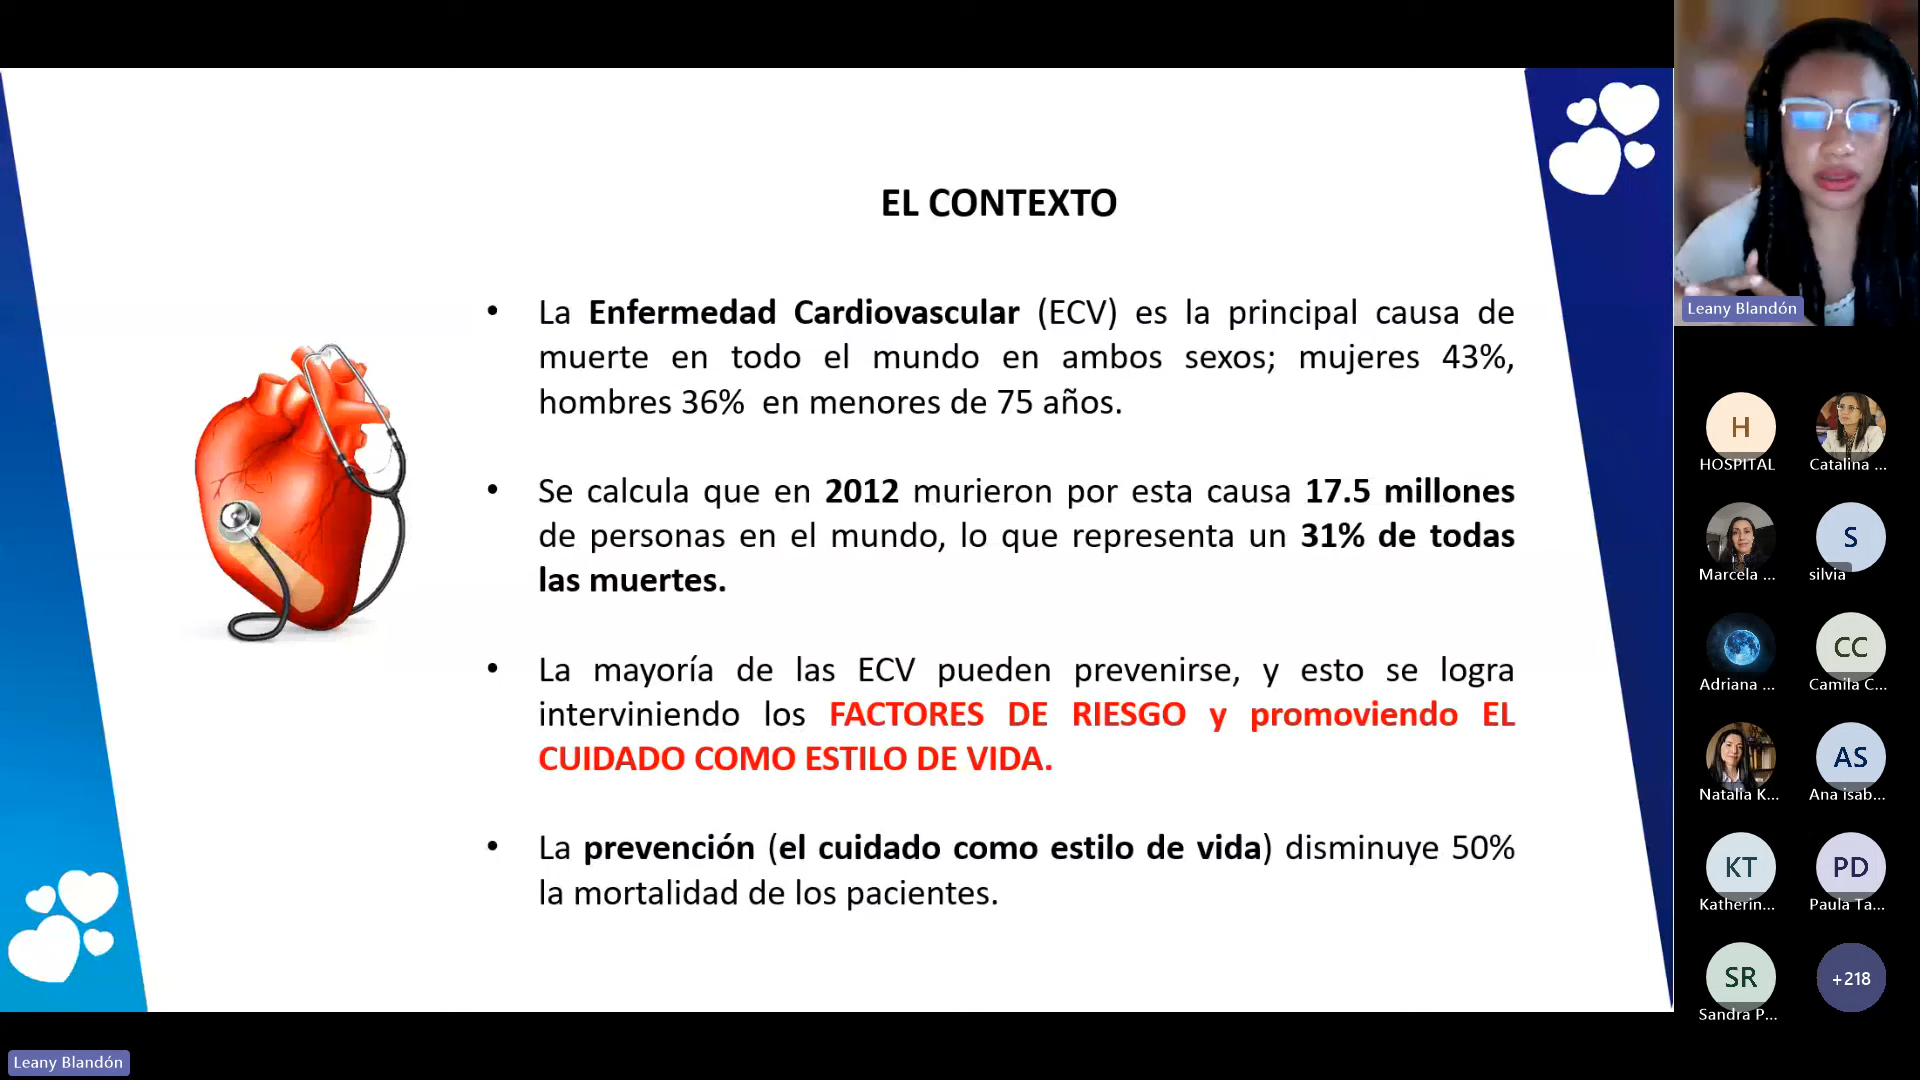 EL CONTEXTO
• La Enfermedad Cardiovascular (ECV) es la principal causa de
muerte en todo el mundo en ambos sexos; mujeres 43%,
hombres 36% en menores de 75 años.
• Se calcula que en 2012 murieron por esta causa 17.5 millones
de personas en el mundo, lo que representa un 31% de todas
las muertes.
• La mayoría de las ECV pueden prevenirse, y esto se logra
interviniendo los FACTORES DE RIESGO y promoviendo EL
CUIDADO COMO ESTILO DE VIDA.
• La prevención (el cuidado como estilo de vida) disminuye 50%
la mortalidad de los pacientes.
Leany Blandón
Leany Blandón
H
HOSPITAL
Catalina ...
Marcela ...
S
silvia
Adriana ...
CC
Camila C...
Natalia K...
AS
Ana isab...
KT
Katherin...
PD
Paula Ta...
SR
Sandra P...
+218